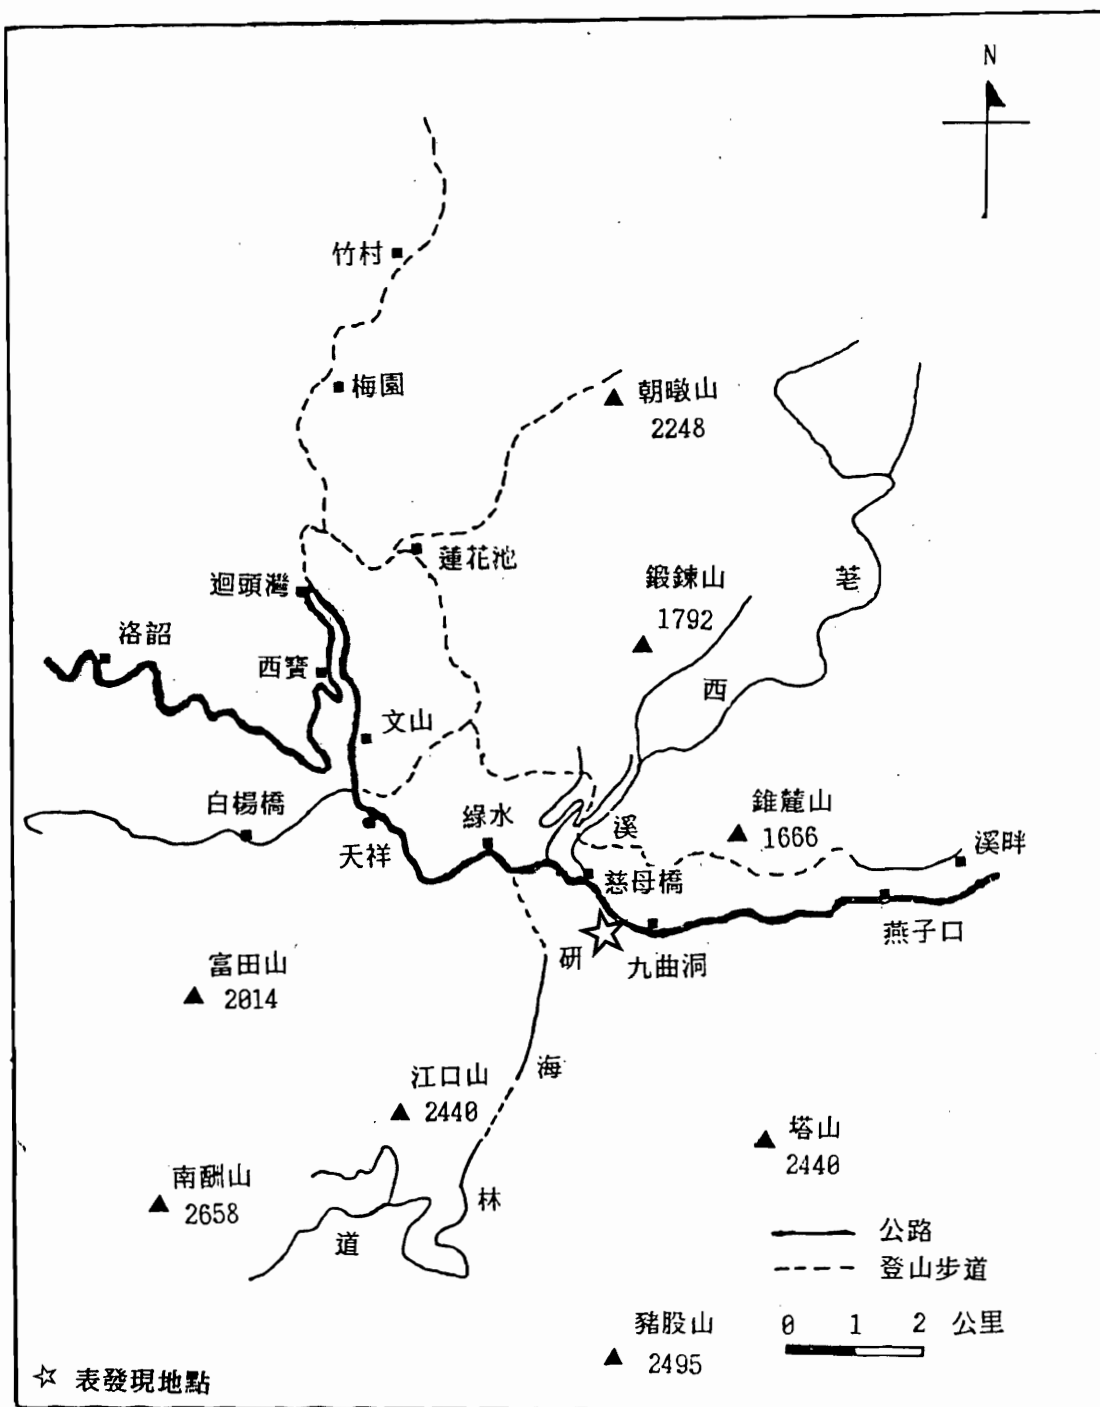 N
竹村
梅園
朝暾山
2248
蓮花池
鍛鍊山
1792
荖
迴頭灣
洛韶
西寶
西
文山
白楊橋
綠水
溪
錐麓山
1666
溪畔
天祥
慈母橋
燕子口
研
九曲洞
富田山
2014
海
江口山
2440
塔山
2440
南酬山
2658
林
道
公路
登山步道
豬股山
2495
0 1 2 公里
☆ 表發現地點